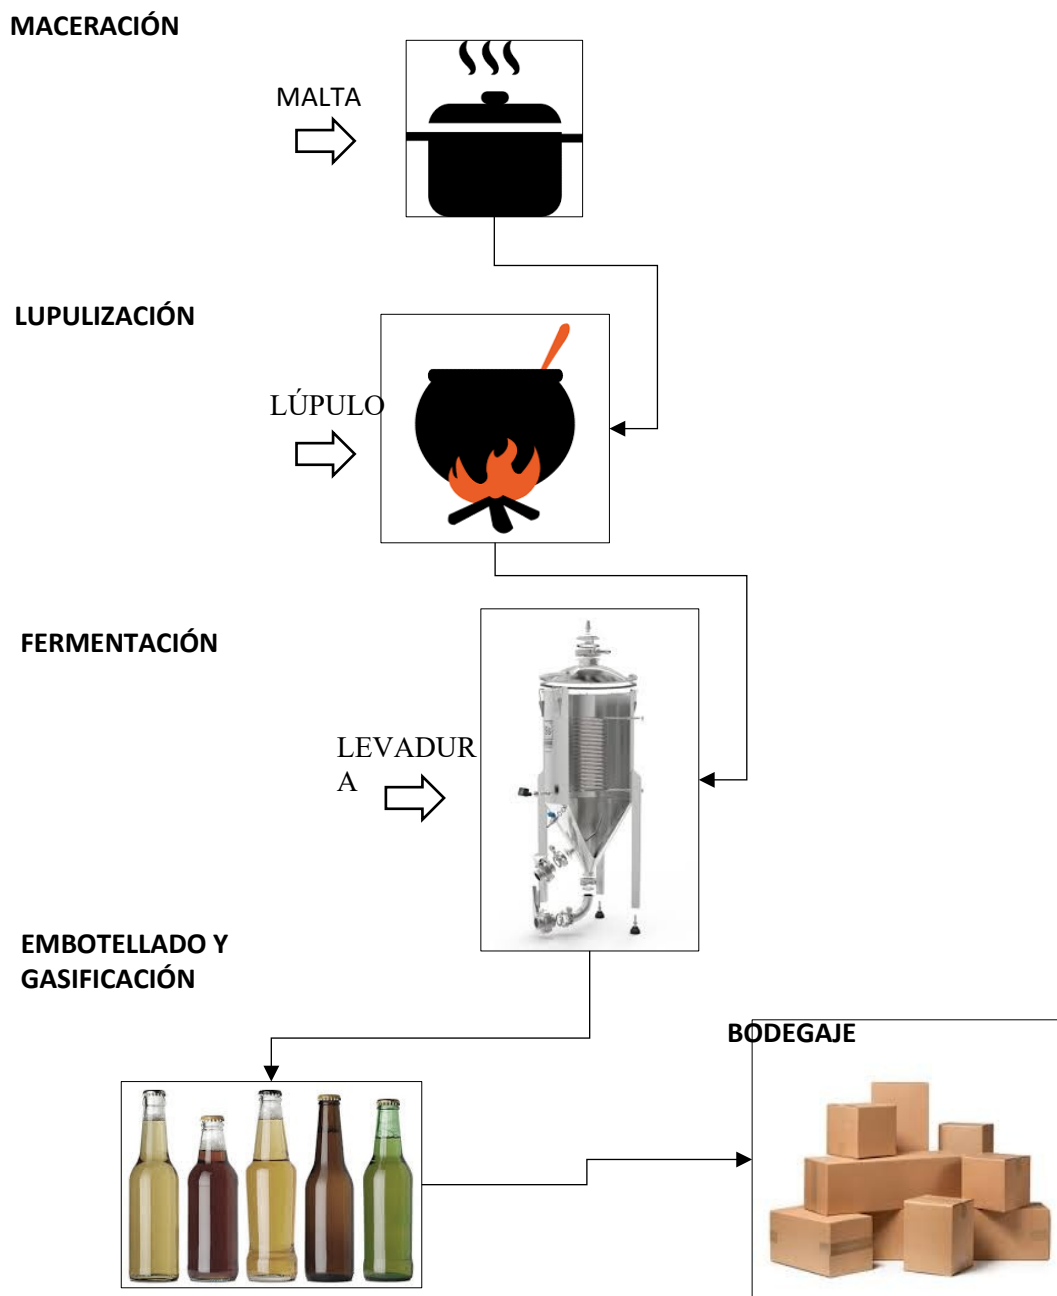 MACERACIÓN
MALTA
LUPULIZACIÓN
LÚPULO
FERMENTACIÓN
LEVADUR
A
EMBOTELLADO Y
GASIFICACIÓN
BODEGAJE